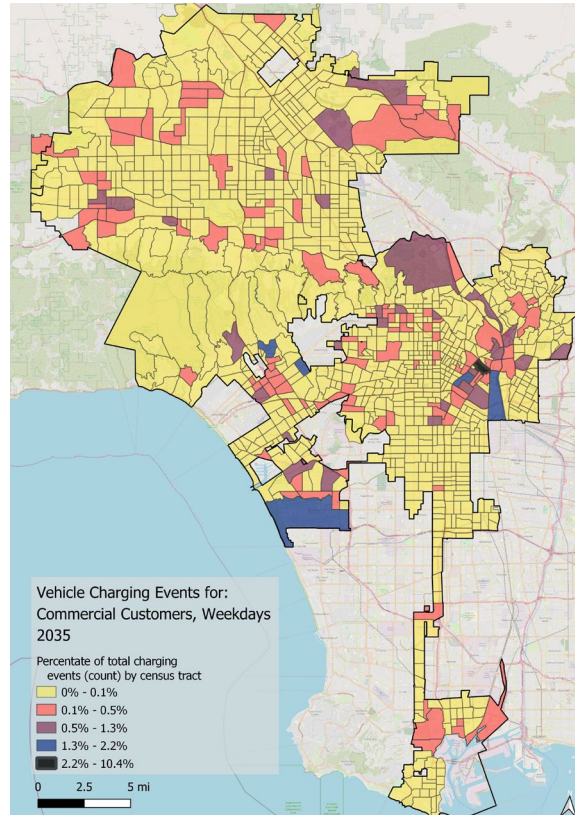 Vehicle Charging Events for:
Commercial Customers, Weekdays
2035
Percentate of total charging
events (count) by census tract
0% - 0.1%
0.1% - 0.5%
0.5% - 1.3%
1.3% - 2.2%
2.2% - 10.4%
0 2.5 5 mi